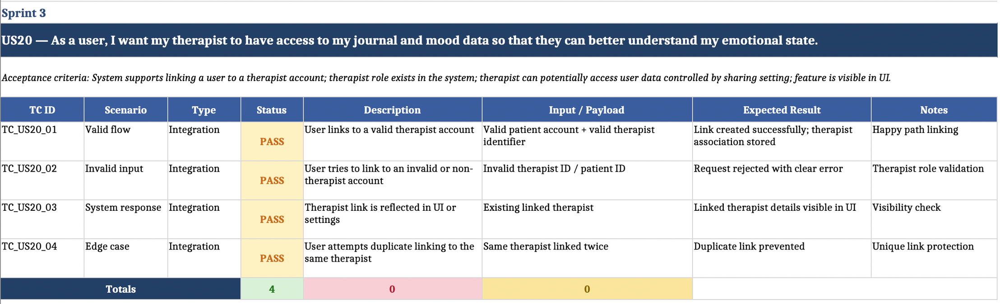 Sprint 3
US20 — As a user, I want my therapist to have access to my journal and mood data so that they can better understand my emotional state.
Acceptance criteria: System supports linking a user to a therapist account; therapist role exists in the system; therapist can potentially access user data controlled by sharing setting; feature is visible in UI.
TC ID Scenario Type Status Description Input / Payload Expected Result Notes
TC_US20_01 Valid flow Integration PASS User links to a valid therapist account Valid patient account + valid therapist identifier Link created successfully; therapist association stored Happy path linking
TC_US20_02 Invalid input Integration PASS User tries to link to an invalid or non-therapist account Invalid therapist ID / patient ID Request rejected with clear error Therapist role validation
TC_US20_03 System response Integration PASS Therapist link is reflected in UI or settings Existing linked therapist Linked therapist details visible in UI Visibility check
TC_US20_04 Edge case Integration PASS User attempts duplicate linking to the same therapist Same therapist linked twice Duplicate link prevented Unique link protection
Totals 4 0 0